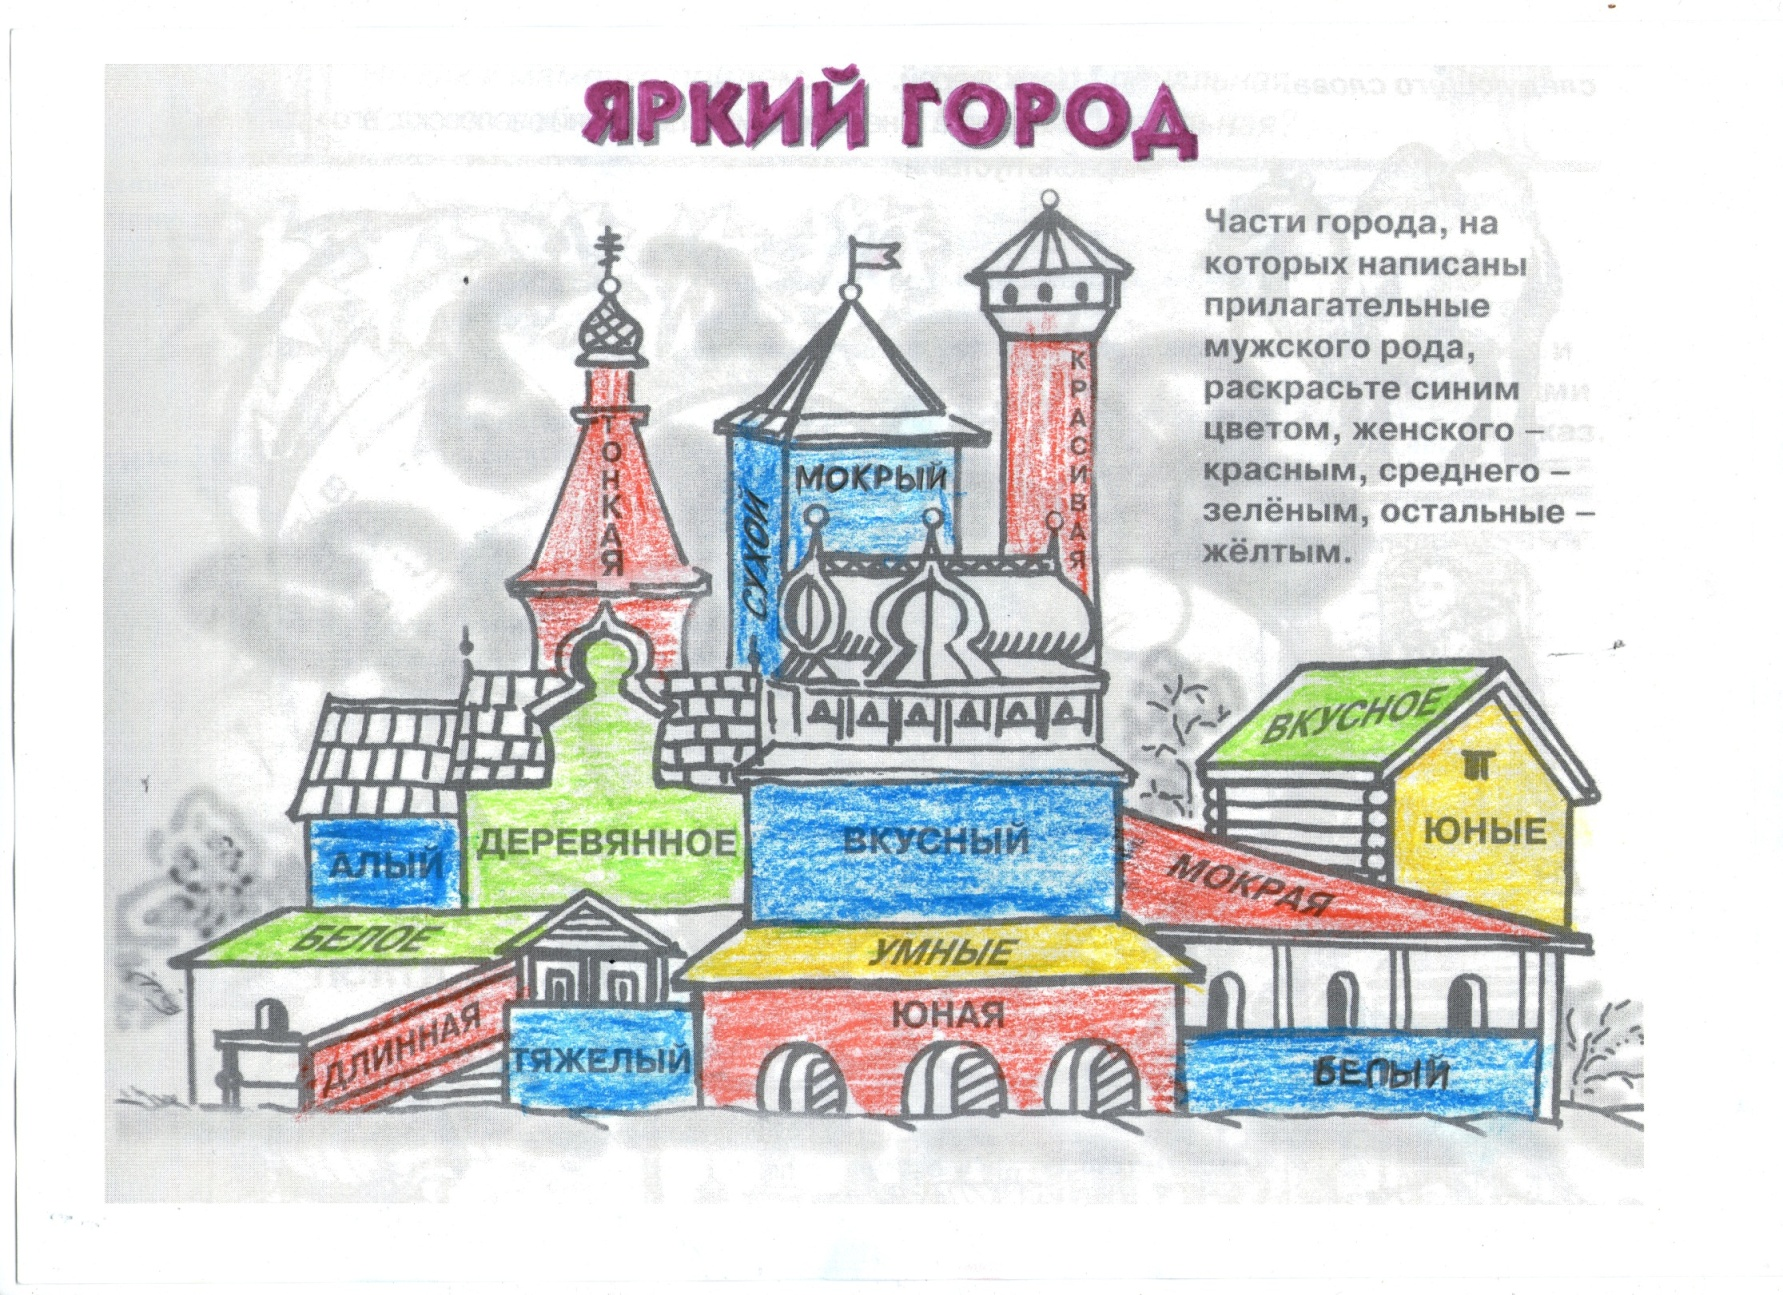 ЯРКИЙ ГОРОД
Части города, на
которых написаны
прилагательные
мужского рода,
раскрасьте синим
цветом, женского –
красным, среднего –
зелёным, остальные –
жёлтым.
ТОНКАЯ
СУХОЙ
МОКРЫЙ
КРАСИВАЯ
ВКУСНОЕ
ЮНЫЕ
АЛЫЙ
ДЕРЕВЯННОЕ
ВКУСНЫЙ
МОКРАЯ
БЕЛОЕ
УМНЫЕ
ДЛИННАЯ
ТЯЖЕЛЫЙ
ЮНАЯ
БЕЛЫЙ